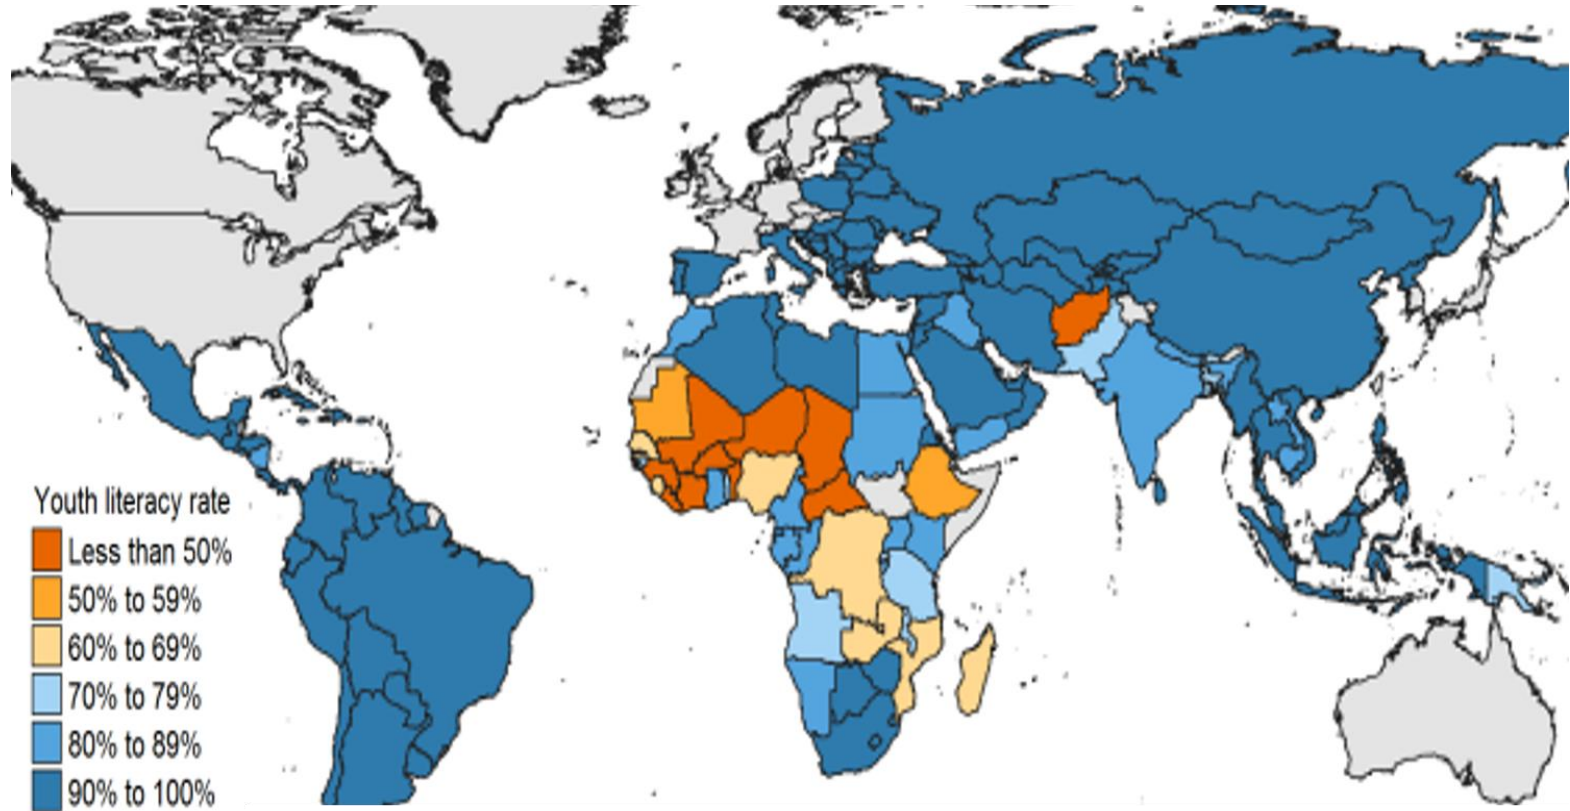 Youth literacy rate
Less than 50%
50% to 59%
60% to 69%
70% to 79%
80% to 89%
90% to 100%